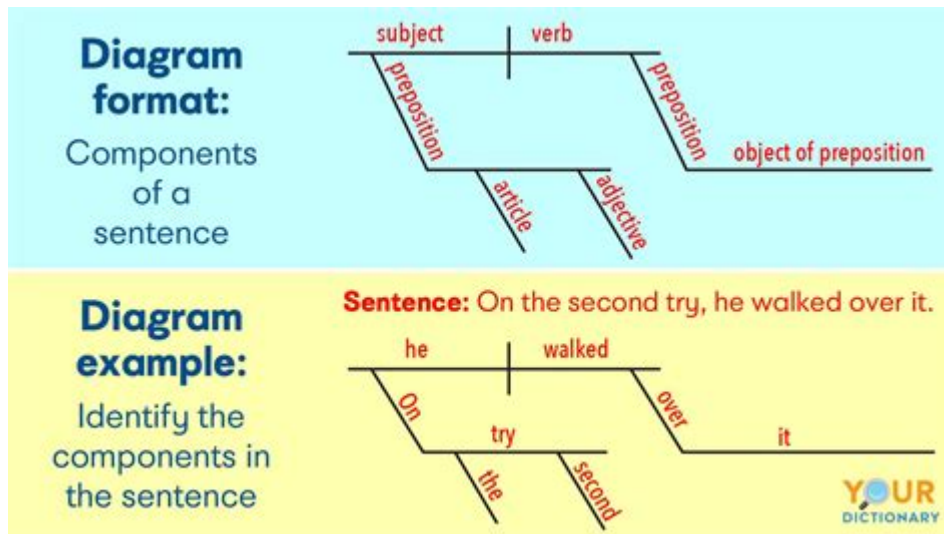 Diagram
format:
Components
of a
sentence
subject
verb
preposition
article
adjective
preposition
object of preposition
Diagram
example:
Identify the
components in
the sentence
Sentence: On the second try, he walked over it.
he
walked
On
try
the
second
over
it
YOUR
DICTIONARY